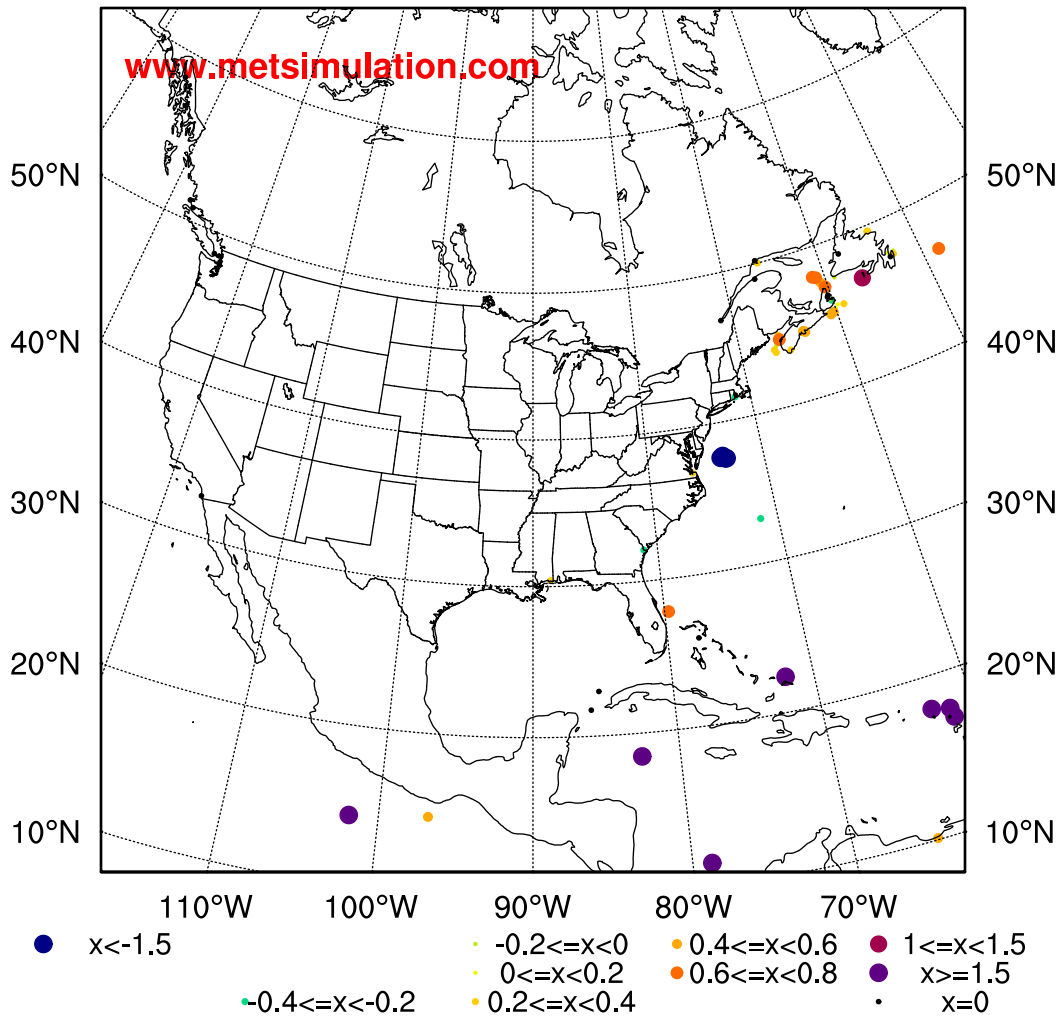 www.metsimulation.com
50°N 50°N
40°N 40°N
30°N 30°N
20°N 20°N
10°N 10°N
110°W 100°W 90°W 80°W 70°W
x<-1.5 -0.2<=x<0 0.4<=x<0.6 1<=x<1.5
0<=x<0.2 0.6<=x<0.8 x>=1.5
-0.4<=x<-0.2 0.2<=x<0.4 x=0